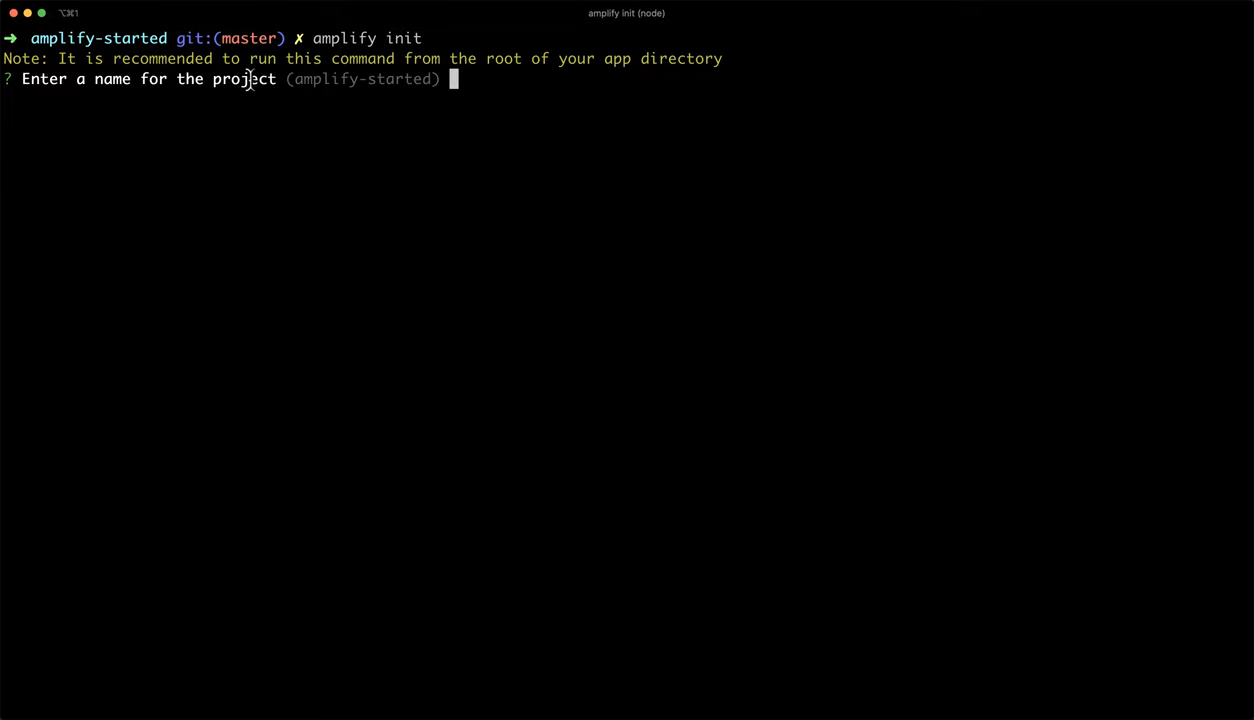 ⌥⌘1
amplify init (node)
➜ amplify-started git:(master) ✗ amplify init
Note: It is recommended to run this command from the root of your app directory
? Enter a name for the project (amplify-started)